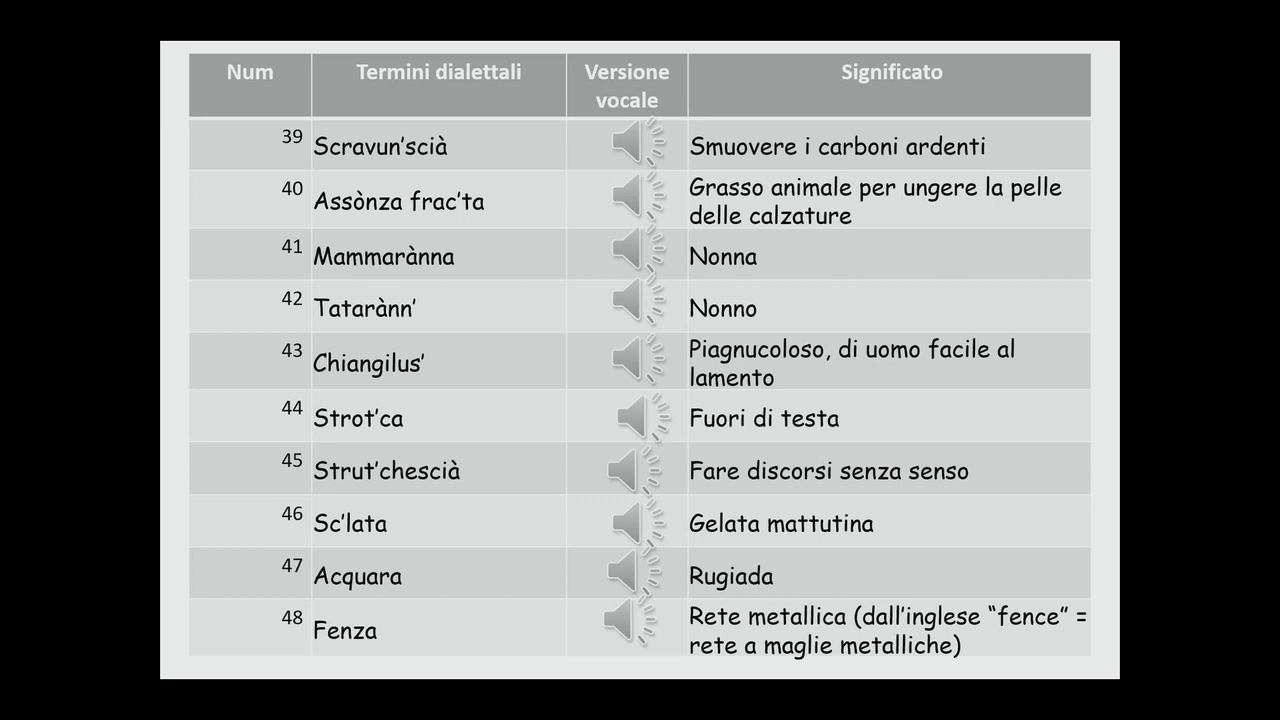 Num Termini dialettali Versione vocale Significato
39 Scravun’scià Smuovere i carboni ardenti
40 Assònza frac’ta Grasso animale per ungere la pelle
delle calzature
41 Mammarànna Nonna
42 Tatarànn’ Nonno
43 Chiangilus’ Piagnucoloso, di uomo facile al
lamento
44 Strot’ca Fuori di testa
45 Strut’chescià Fare discorsi senza senso
46 Sc’lata Gelata mattutina
47 Acquara Rugiada
48 Fenza Rete metallica (dall’inglese “fence” =
rete a maglie metalliche)